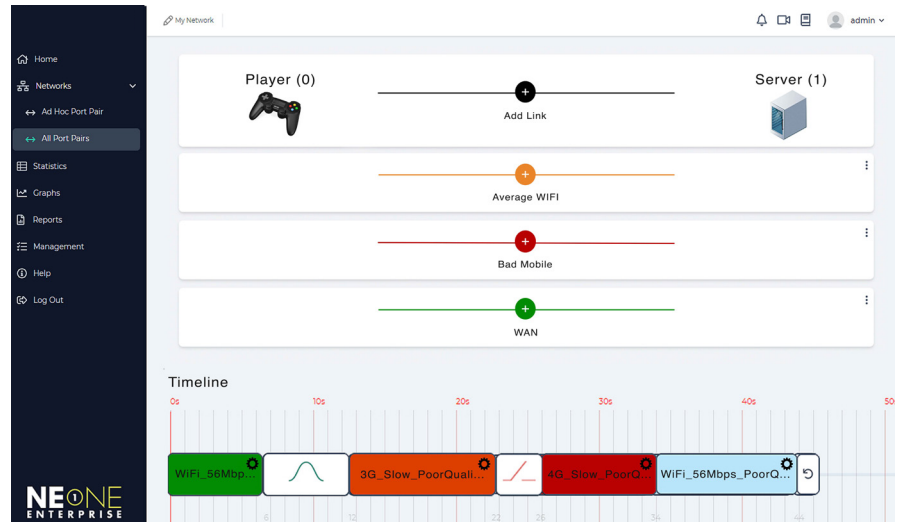 My Network
admin
Home
Networks
Ad Hoc Port Pair
All Port Pairs
Statistics
Graphs
Reports
Management
Help
Log Out
NEONE
ENTERPRISE
Player (0)
Server (1)
Add Link
Average WIFI
Bad Mobile
WAN
Timeline
0s 10s 20s 30s 40s 50
WiFi_56Mbp... 3G_Slow_PoorQuali... 4G_Slow_PoorQ... WiFi_56Mbps_PoorQ...
6 12 22 26 34 44